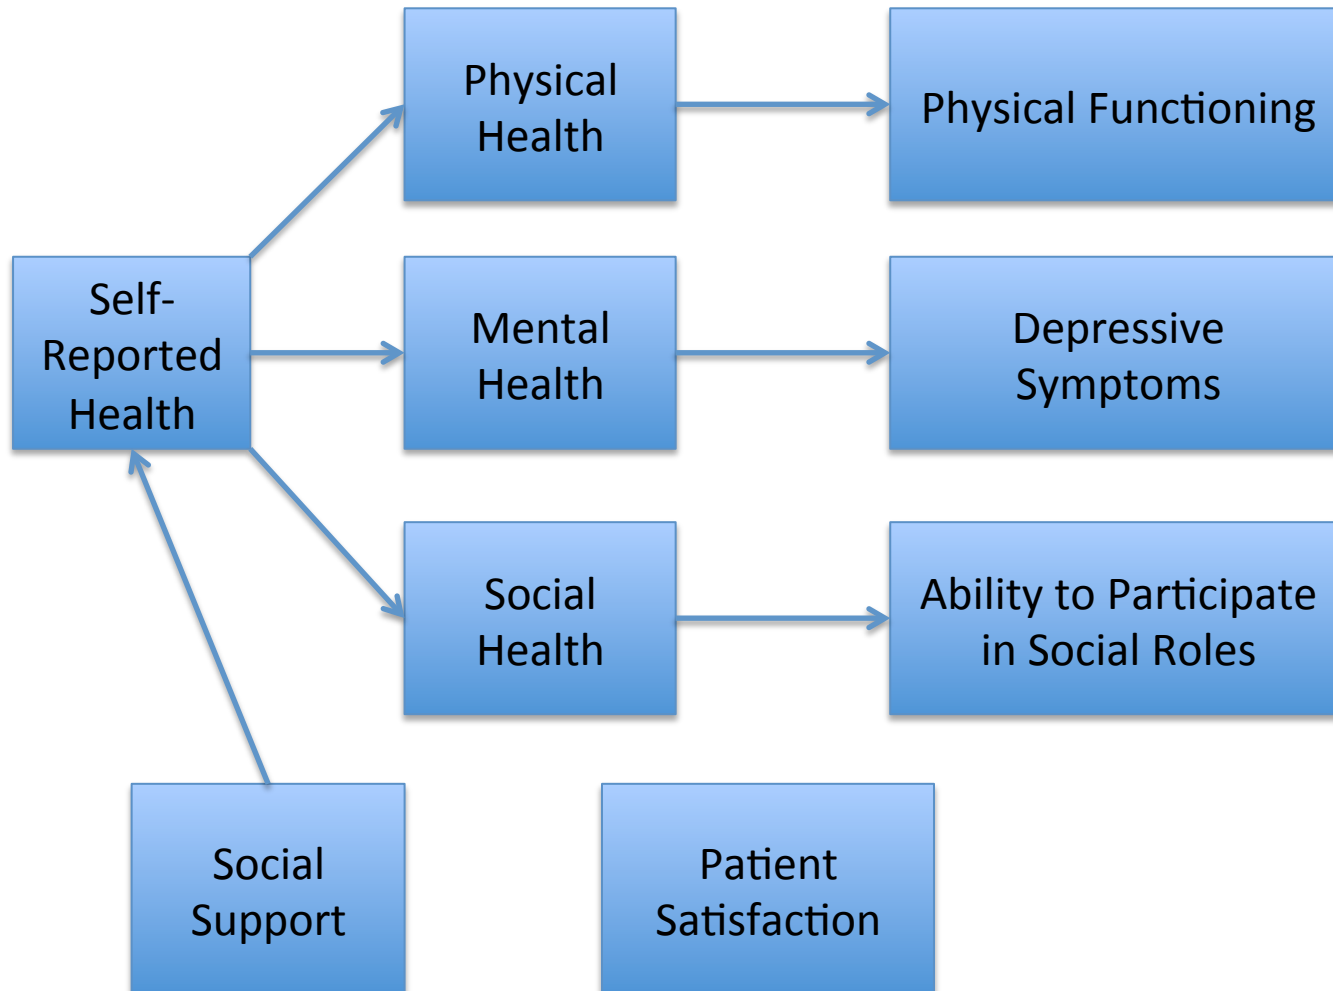 Physical
Health
Physical Functioning
Self-
Reported
Health
Mental
Health
Depressive
Symptoms
Social
Health
Ability to Participate
in Social Roles
Social
Support
Patient
Satisfaction